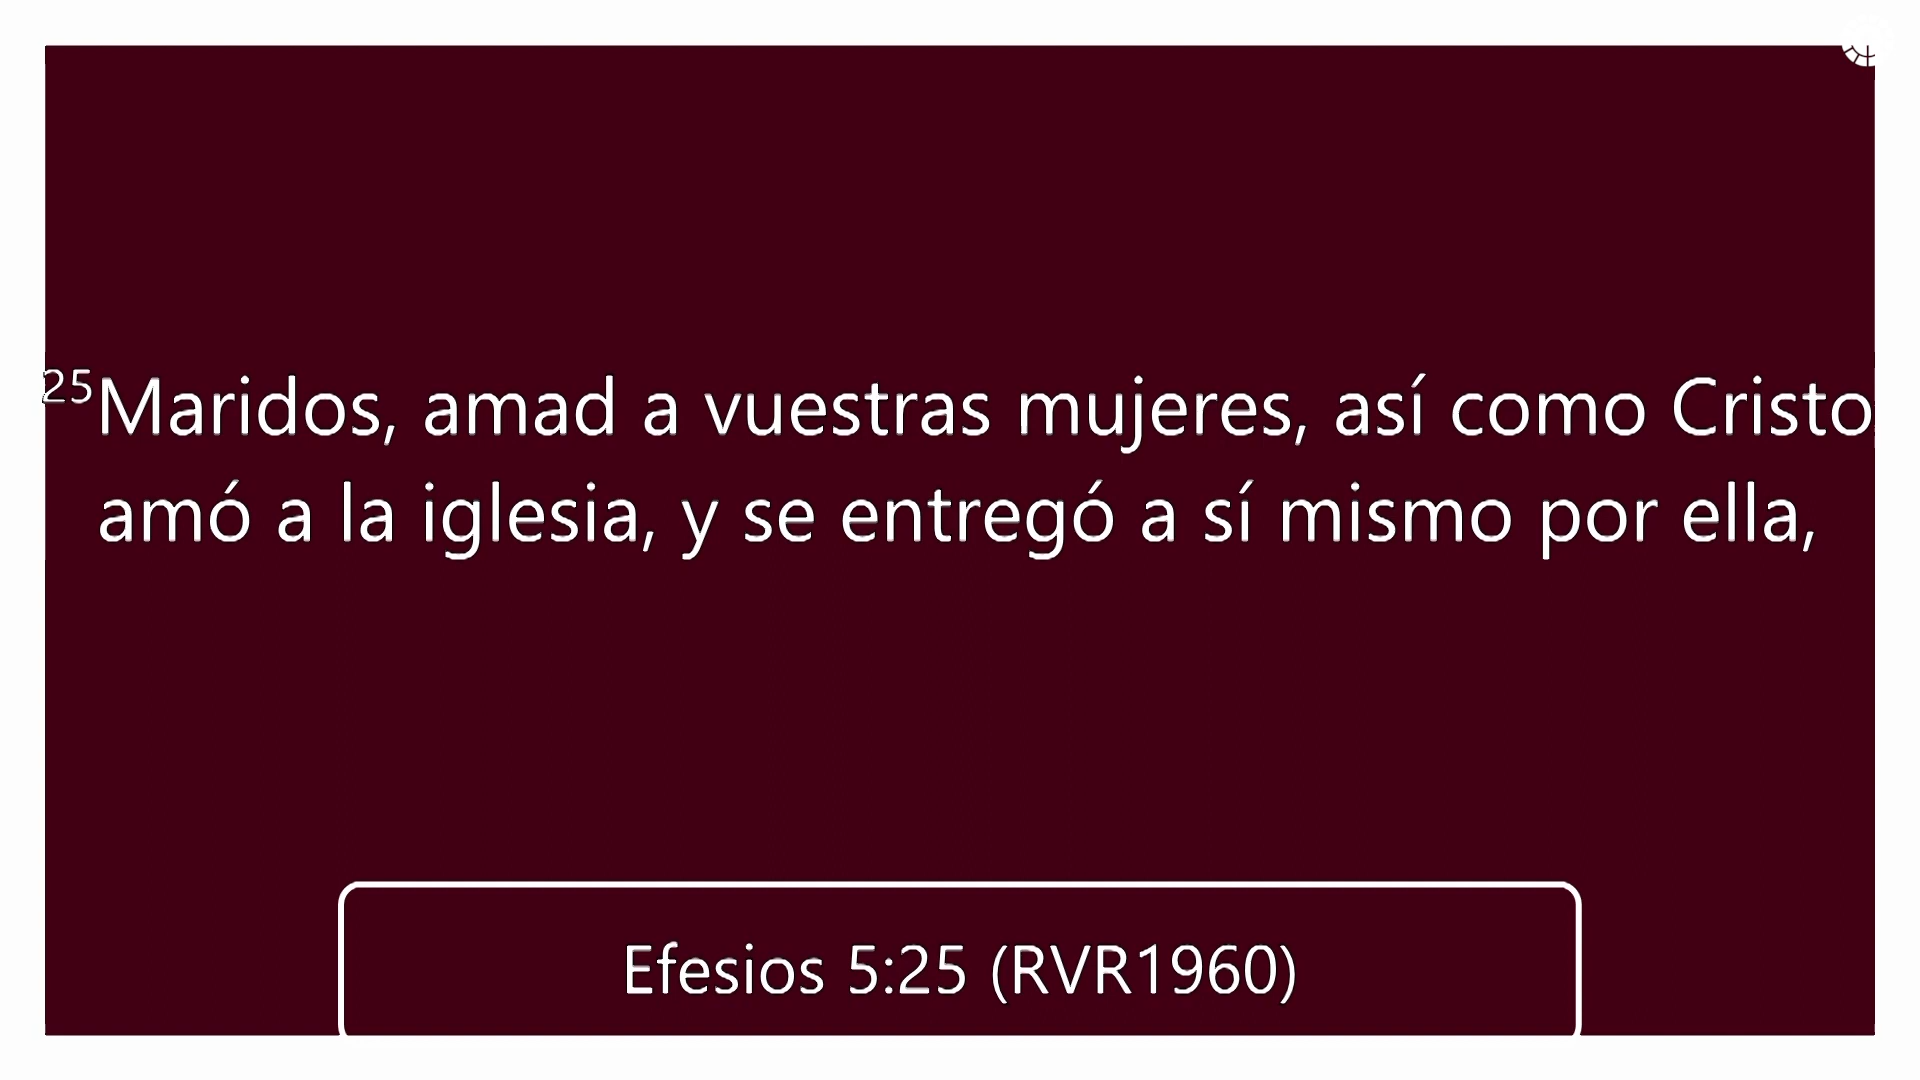 25Maridos, amad a vuestras mujeres, así como Cristo
amó a la iglesia, y se entregó a sí mismo por ella,
Efesios 5:25 (RVR1960)